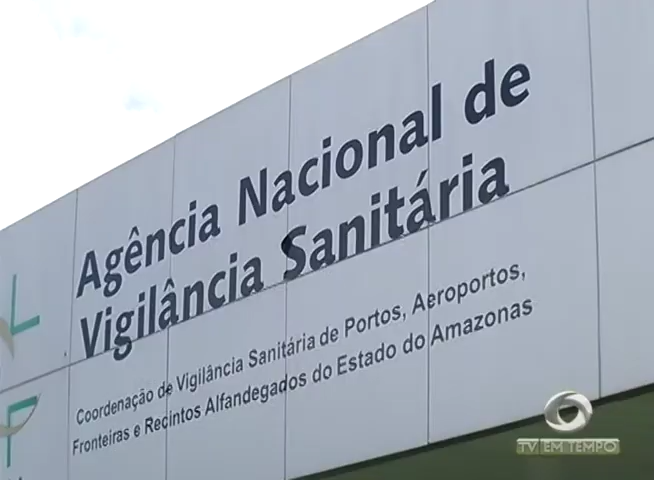 Agência Nacional de
Vigilância Sanitária
Coordenação de Vigilância Sanitária de Portos, Aeroportos,
Fronteiras e Recintos Alfandegados do Estado do Amazonas
TV EM TEMPO